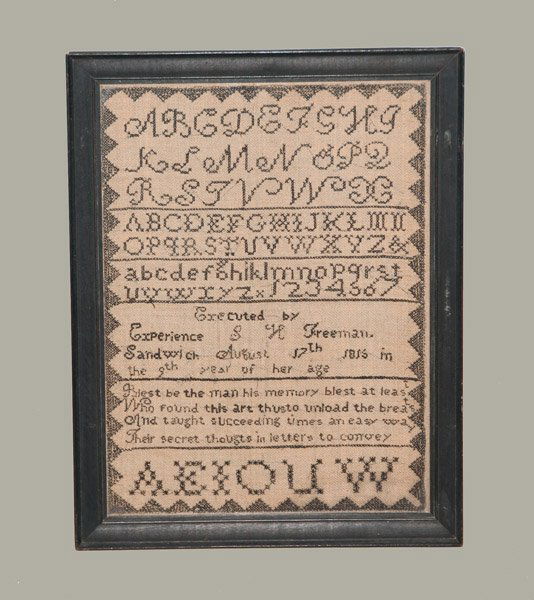 ABCDEFGHI
KLMNOPQ
RSTVWXG
ABCDEFGHIJKLMN
OPQRSTUVWXYZ&
abcdefghiklmnopqrst
uvwxyz 1234567
Executed by
Experience S H Freeman.
Sandwich August 17th 1816 in
the 9th year of her age
Blest be the man his memory blest at least
Who found this art thus to unload the breast
And taught succeeding times an easy way
Their secret thougts in letters to convey
AEIOUW